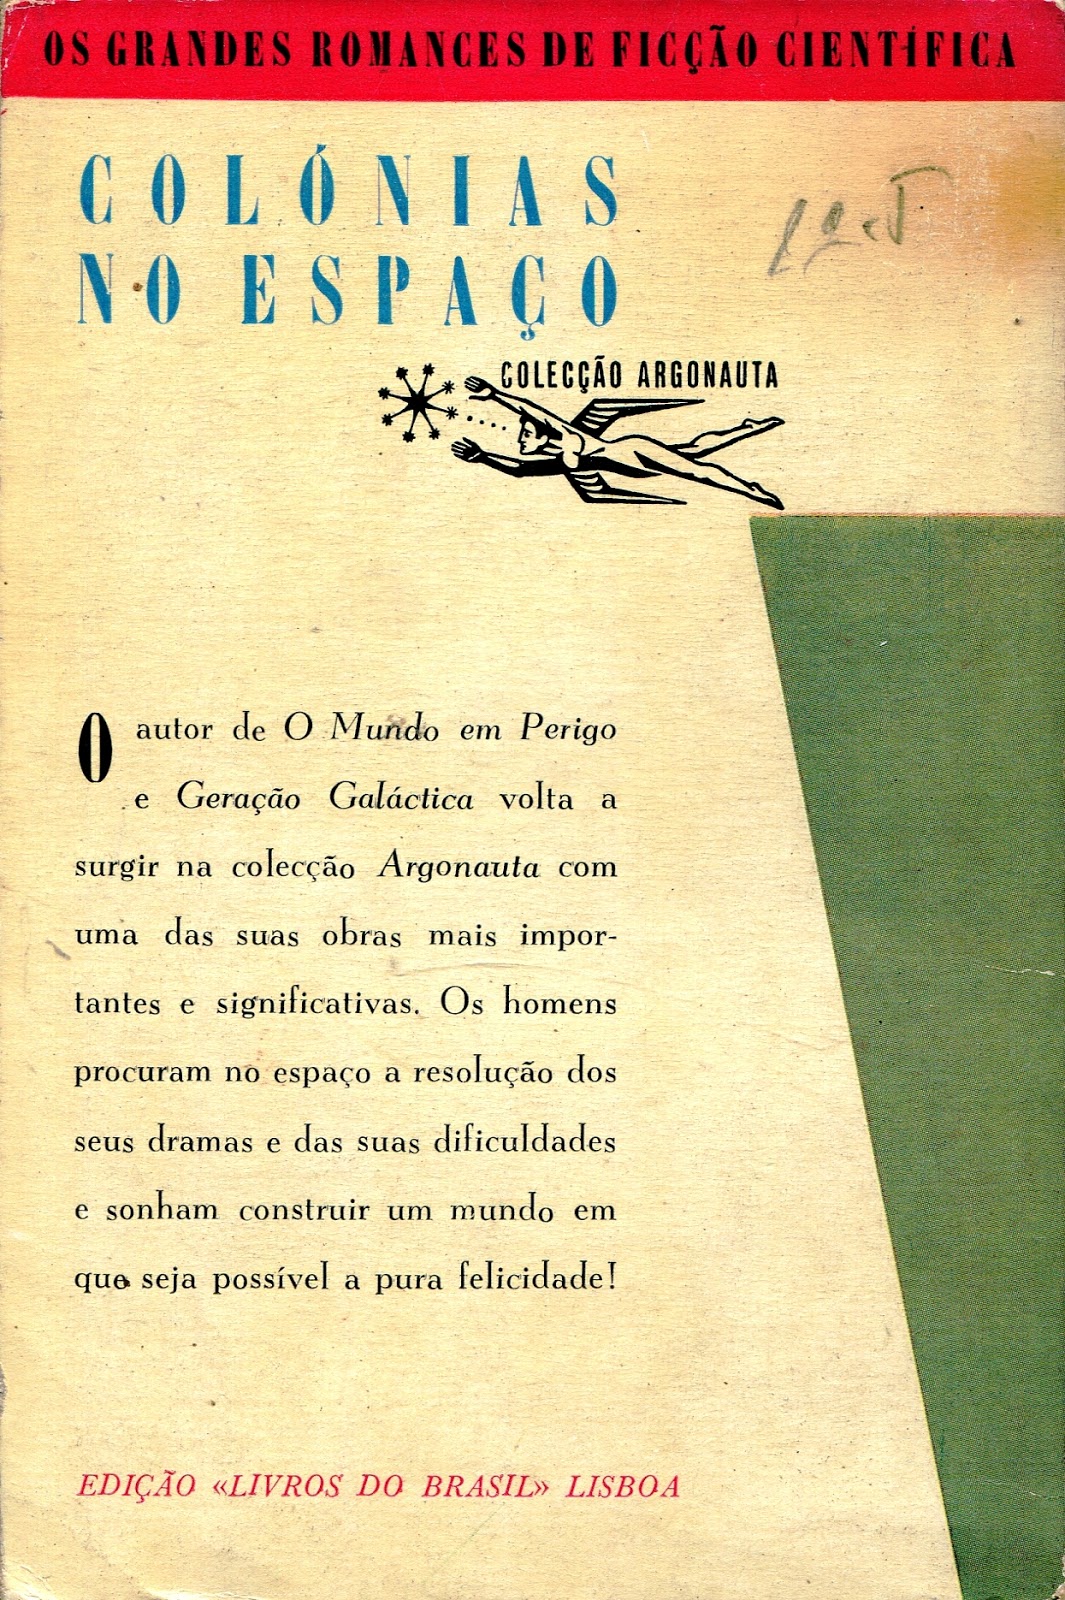 OS GRANDES ROMANCES DE FICÇÃO CIENTÍFICA
COLÓNIAS
NO ESPAÇO
COLECÇÃO ARGONAUTA
O autor de O Mundo em Perigo
e Geração Galáctica volta a
surgir na colecção Argonauta com
uma das suas obras mais impor-
tantes e significativas. Os homens
procuram no espaço a resolução dos
seus dramas e das suas dificuldades
e sonham construir um mundo em
que seja possível a pura felicidade!
EDIÇÃO «LIVROS DO BRASIL» LISBOA